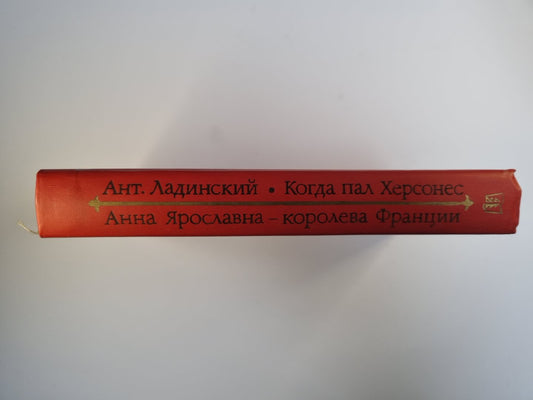 Ант. Ладинский • Когда пал Херсонес
Анна Ярославна – королева Франции